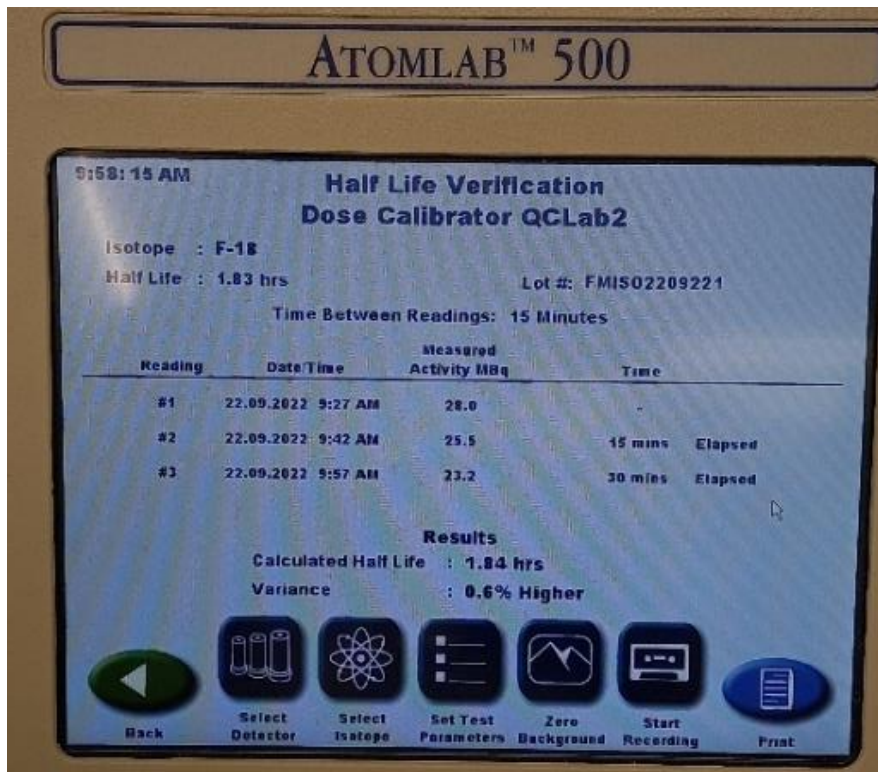 ATOMLAB™ 500
9:58:15 AM
Half Life Verification
Dose Calibrator QCLab2
Isotope : F-18
Half Life : 1.83 hrs Lot #: FMISO2209221
Time Between Readings: 15 Minutes
Reading Date/Time Measured Activity MBq Time
#1 22.09.2022 9:27 AM 28.0 -
#2 22.09.2022 9:42 AM 25.5 15 mins Elapsed
#3 22.09.2022 9:57 AM 23.2 30 mins Elapsed
Results
Calculated Half Life : 1.84 hrs
Variance : 0.6% Higher
Back Select Detector Select Isotope Set Test Parameters Zero Background Start Recording Print